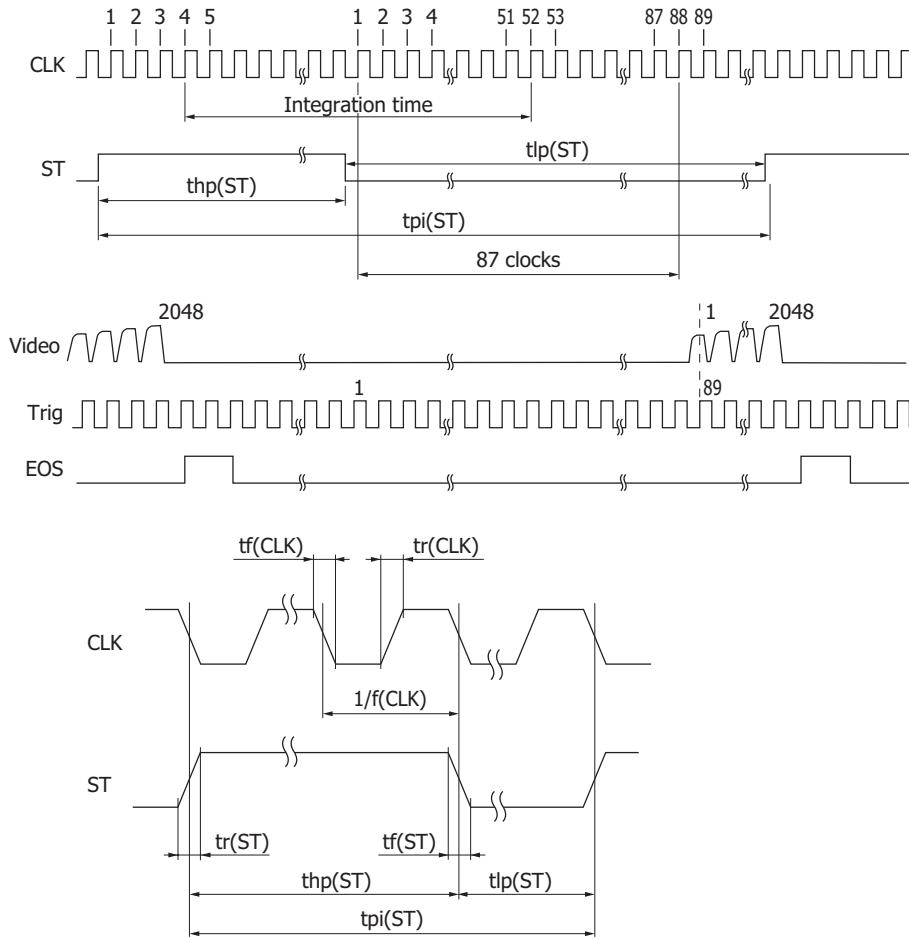 1 2 3 4 5 1 2 3 4 51 52 53 87 88 89
CLK
Integration time
ST
tlp(ST)
thp(ST)
tpi(ST)
87 clocks
2048 1 2048
Video
1 89
Trig
EOS
tf(CLK) tr(CLK)
CLK
1/f(CLK)
ST
tr(ST) tf(ST)
thp(ST) tlp(ST)
tpi(ST)